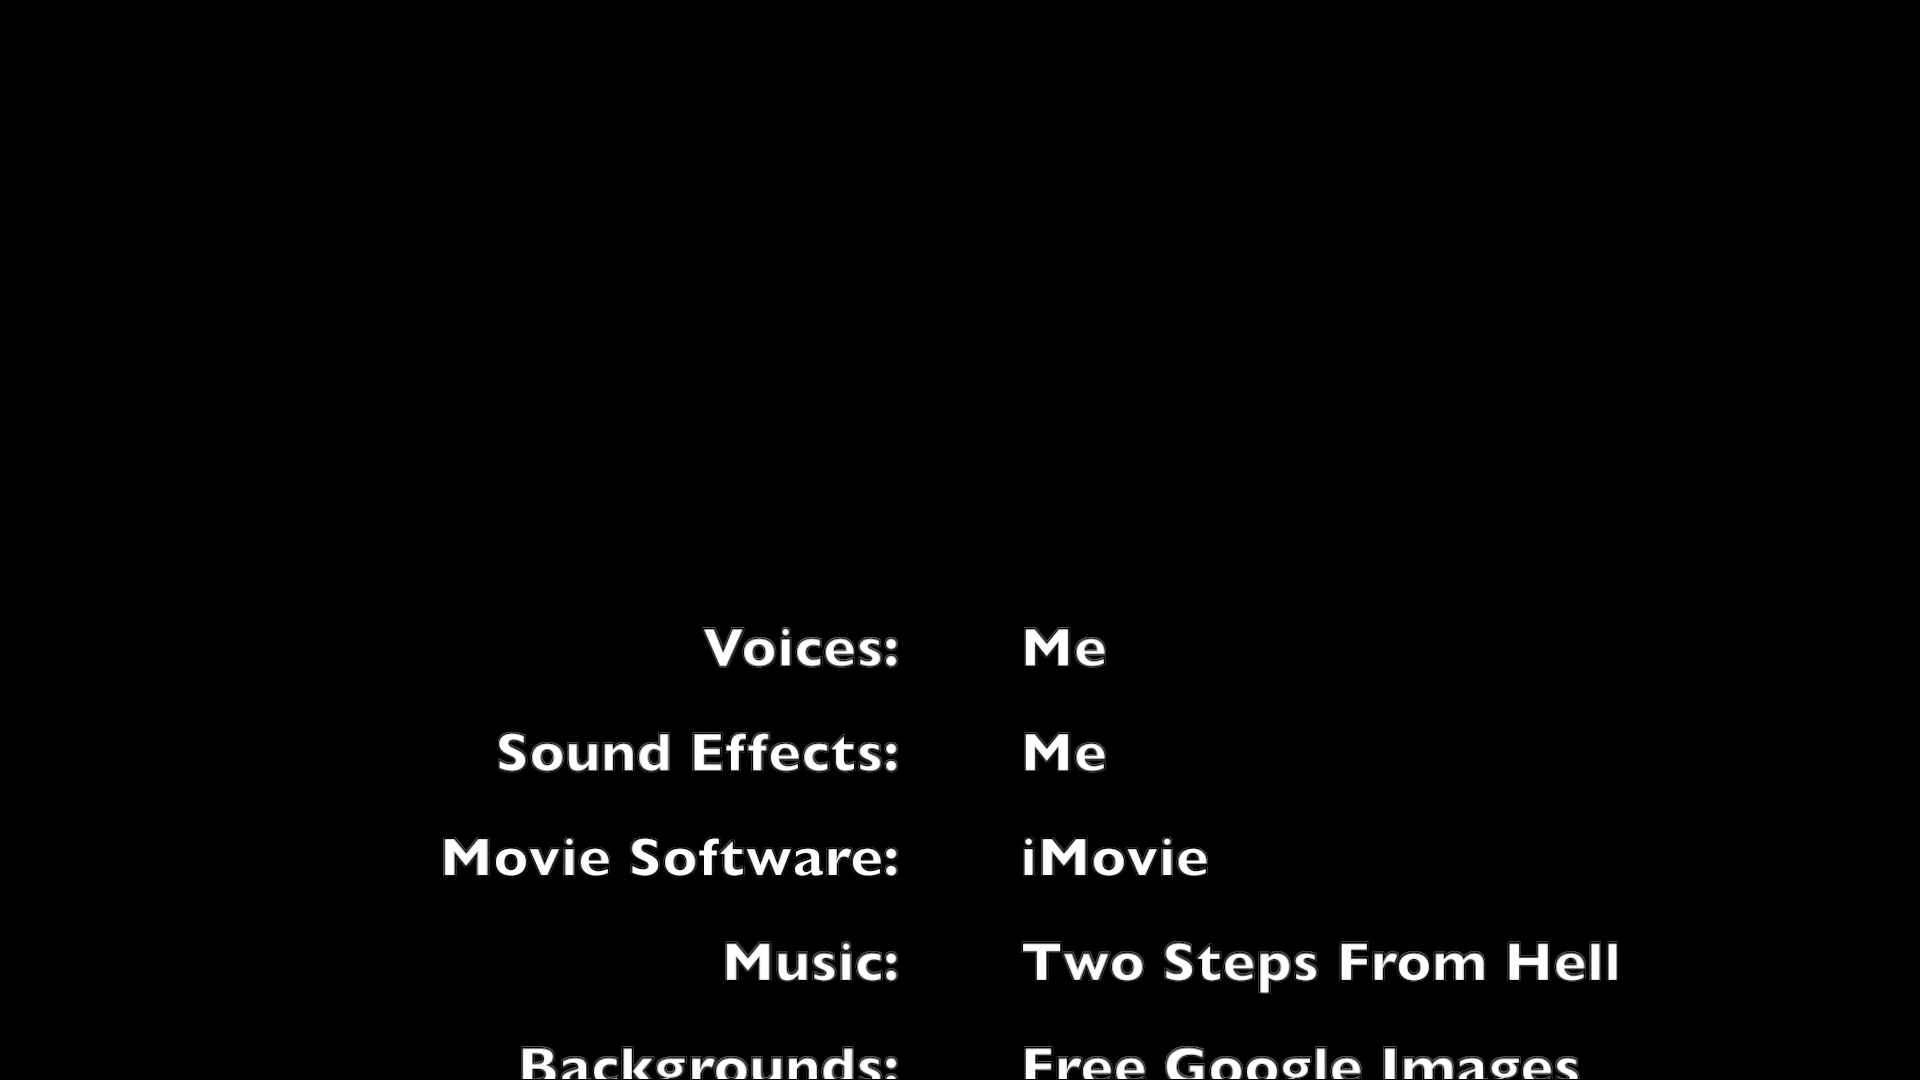 Voices: Me
Sound Effects: Me
Movie Software: iMovie
Music: Two Steps From Hell
Backgrounds: Free Google Images